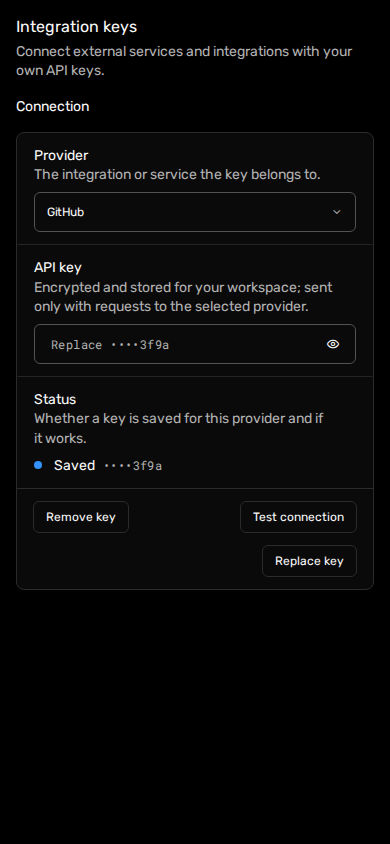 Integration keys
Connect external services and integrations with your
own API keys.
Connection
Provider
The integration or service the key belongs to.
GitHub
API key
Encrypted and stored for your workspace; sent
only with requests to the selected provider.
Replace ····3f9a
Status
Whether a key is saved for this provider and if
it works.
Saved ····3f9a
Remove key
Test connection
Replace key